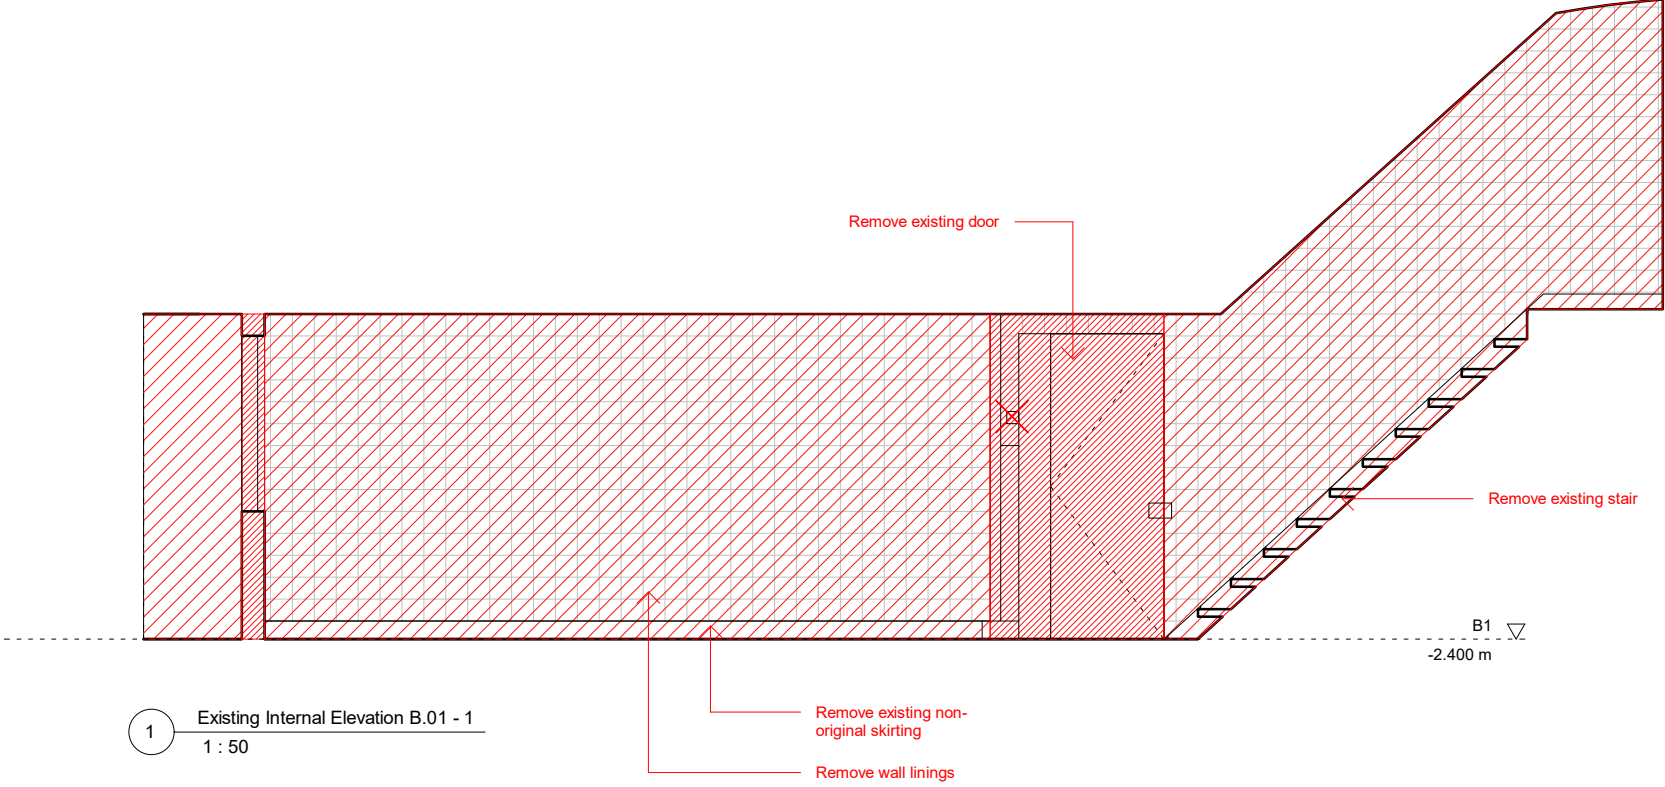 Remove existing door
Remove existing stair
B1
-2.400 m
Remove existing non-
original skirting
Remove wall linings
1
Existing Internal Elevation B.01 - 1
1 : 50